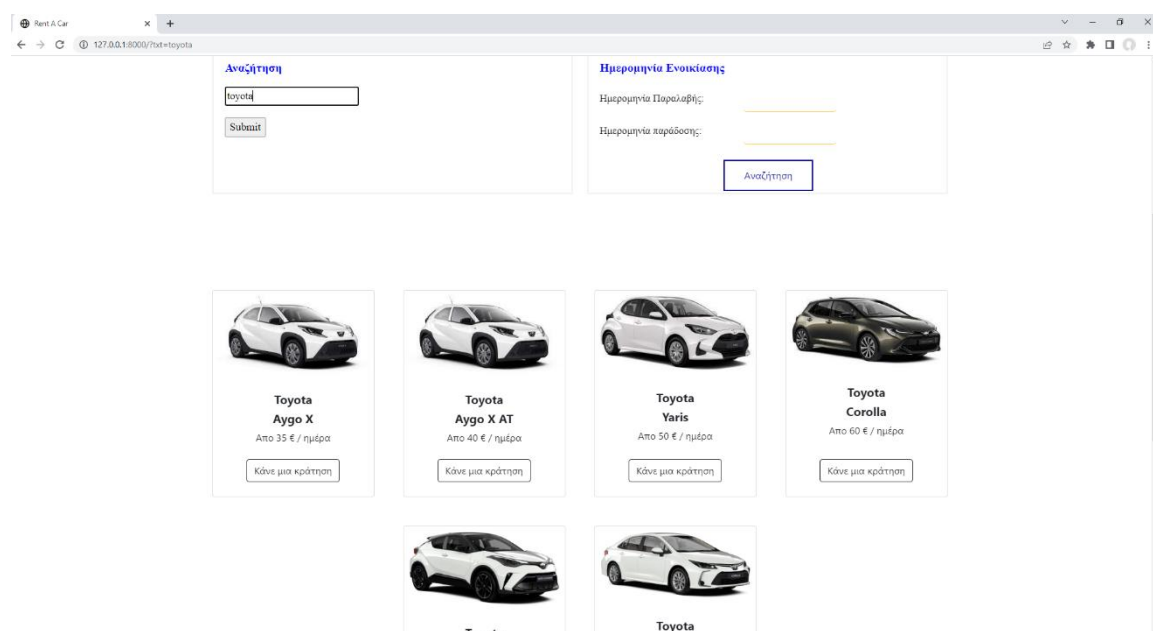 Rent A Car
127.0.0.1:8000/?txt=toyota
Αναζήτηση
toyota
Submit
Ημερομηνία Ενοικίασης
Ημερομηνία Παραλαβής:
Ημερομηνία παράδοσης:
Αναζήτηση
Toyota
Aygo X
Απο 35 € / ημέρα
Κάνε μια κράτηση
Toyota
Aygo X AT
Απο 40 € / ημέρα
Κάνε μια κράτηση
Toyota
Yaris
Απο 50 € / ημέρα
Κάνε μια κράτηση
Toyota
Corolla
Απο 60 € / ημέρα
Κάνε μια κράτηση
Toyota